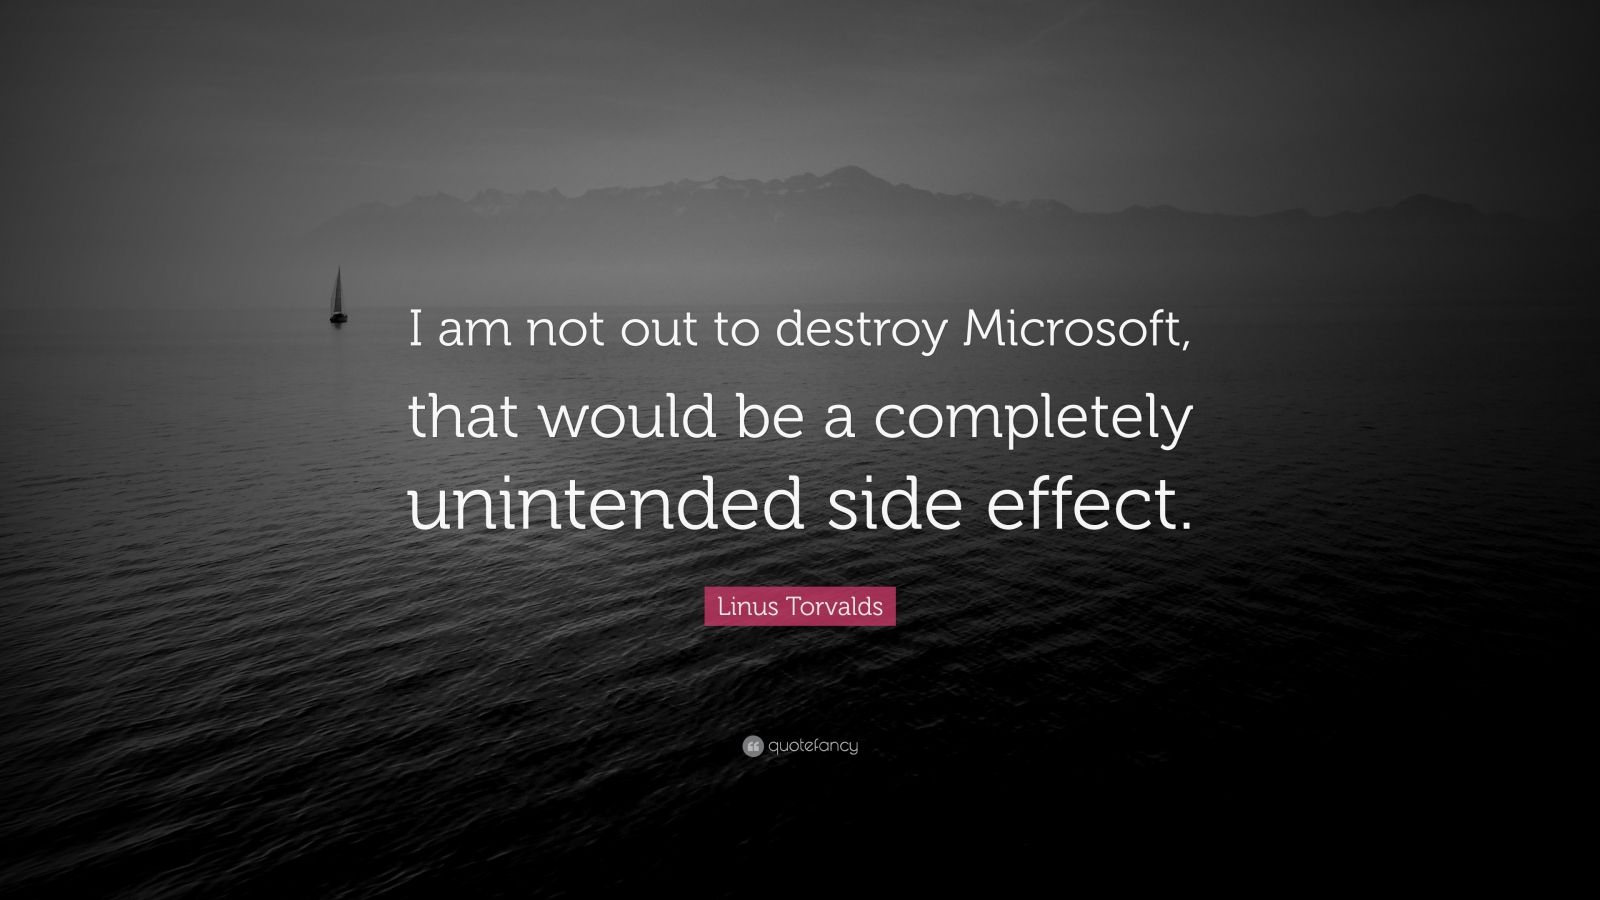 I am not out to destroy Microsoft,
that would be a completely
unintended side effect.
Linus Torvalds
quotefancy